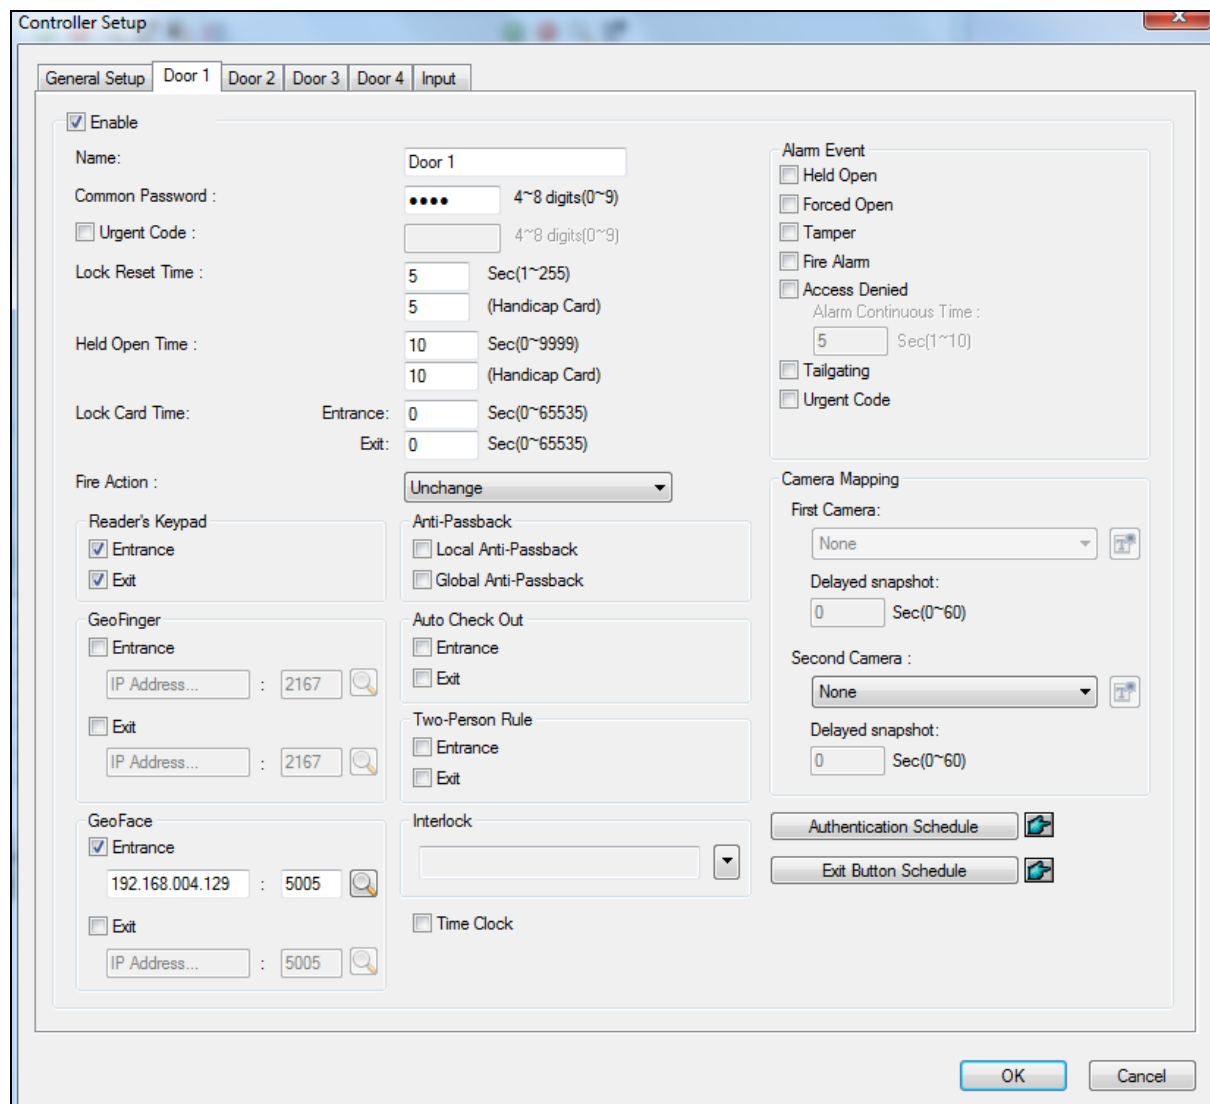 Controller Setup
x
General Setup Door 1 Door 2 Door 3 Door 4 Input
Enable
Name: Door 1
Common Password : •••• 4~8 digits(0~9)
Urgent Code : 4~8 digits(0~9)
Lock Reset Time : 5 Sec(1~255)
5 (Handicap Card)
Held Open Time : 10 Sec(0~9999)
10 (Handicap Card)
Lock Card Time: Entrance: 0 Sec(0~65535)
Exit: 0 Sec(0~65535)
Fire Action : Unchange
Reader's Keypad
Entrance
Exit
GeoFinger
Entrance
IP Address... : 2167
Exit
IP Address... : 2167
GeoFace
Entrance
192.168.004.129 : 5005
Exit
IP Address... : 5005
Anti-Passback
Local Anti-Passback
Global Anti-Passback
Auto Check Out
Entrance
Exit
Two-Person Rule
Entrance
Exit
Interlock
Time Clock
Alarm Event
Held Open
Forced Open
Tamper
Fire Alarm
Access Denied
Alarm Continuous Time :
5 Sec(1~10)
Tailgating
Urgent Code
Camera Mapping
First Camera:
None
Delayed snapshot:
0 Sec(0~60)
Second Camera :
None
Delayed snapshot:
0 Sec(0~60)
Authentication Schedule
Exit Button Schedule
OK Cancel